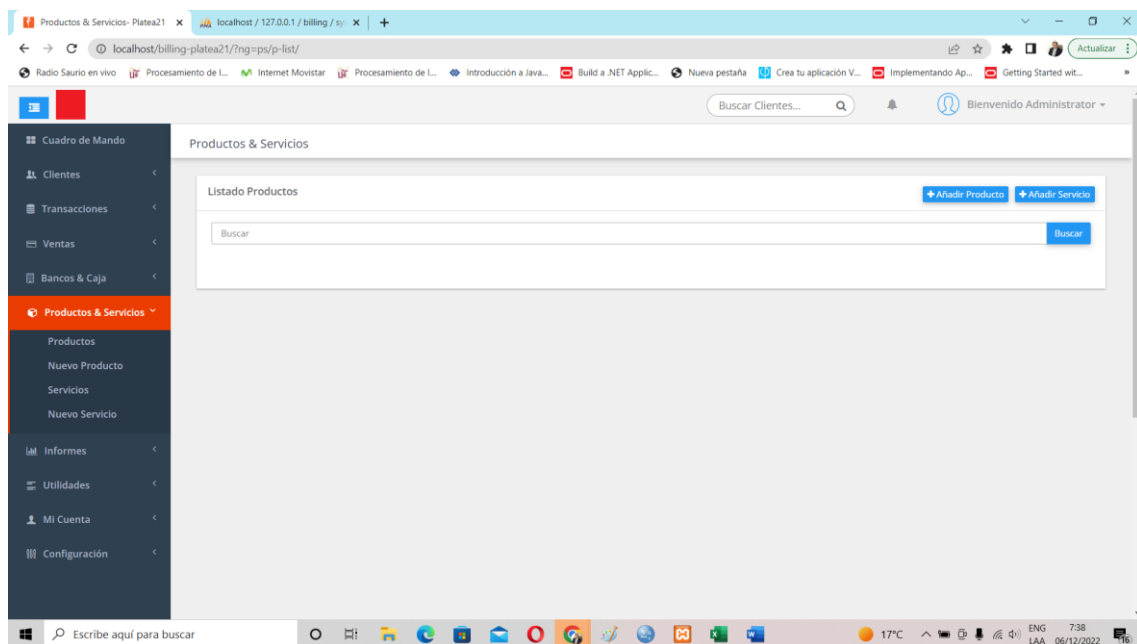 Productos & Servicios- Platea21
localhost / 127.0.0.1 / billing / sy
localhost/billing-platea21/?ng=ps/p-list/
Actualizar
Radio Saurio en vivo Procesamiento de l... Internet Movistar Procesamiento de l... Introducción a Java... Build a .NET Applic... Nueva pestaña Crea tu aplicación V... Implementando Ap... Getting Started wit... »
Buscar Clientes...
Bienvenido Administrator
Cuadro de Mando
Productos & Servicios
Clientes
Listado Productos
+ Añadir Producto
+ Añadir Servicio
Transacciones
Buscar
Buscar
Ventas
Bancos & Caja
Productos & Servicios
Productos
Nuevo Producto
Servicios
Nuevo Servicio
Informes
Utilidades
Mi Cuenta
Configuración
Escribe aquí para buscar
17°C
ENG
LAA
7:38
06/12/2022
16